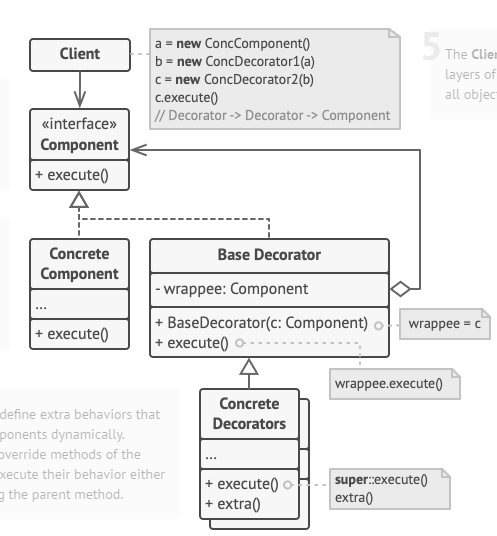 Client
a = new ConcComponent()
b = new ConcDecorator1(a)
c = new ConcDecorator2(b)
c.execute()
// Decorator -> Decorator -> Component
5
The Clien
layers of
all objec
«interface»
Component
+ execute()
Concrete
Component
...
+ execute()
Base Decorator
- wrappee: Component
+ BaseDecorator(c: Component)
+ execute()
wrappee = c
wrappee.execute()
define extra behaviors that
ponents dynamically.
override methods of the
xecute their behavior either
g the parent method.
Concrete
Decorators
...
+ execute()
+ extra()
super::execute()
extra()